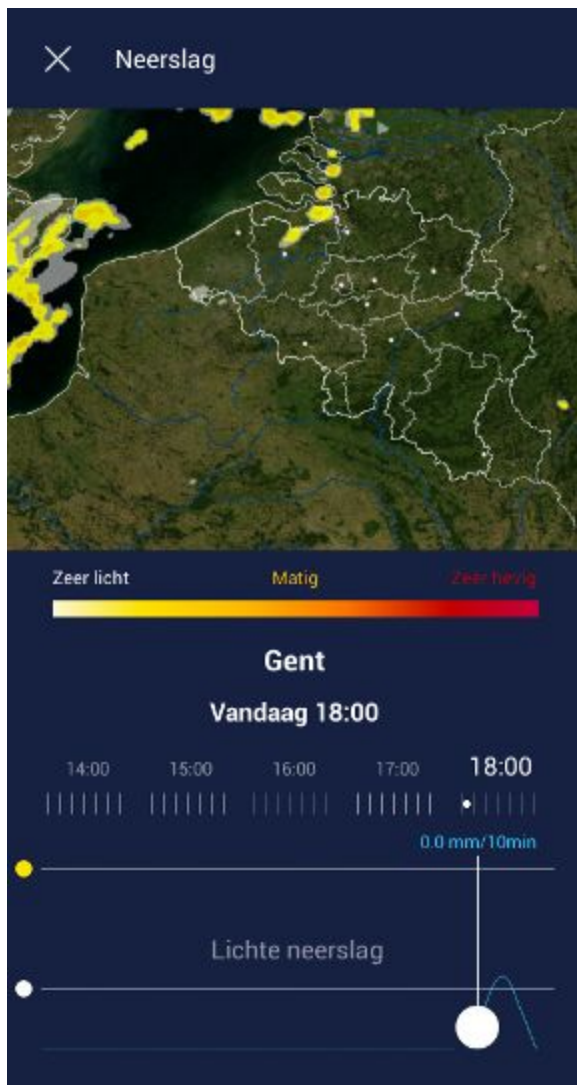 Neerslag
Zeer licht Matig Zeer hevig
Gent
Vandaag 18:00
14:00 15:00 16:00 17:00 18:00
0.0 mm/10min
Lichte neerslag